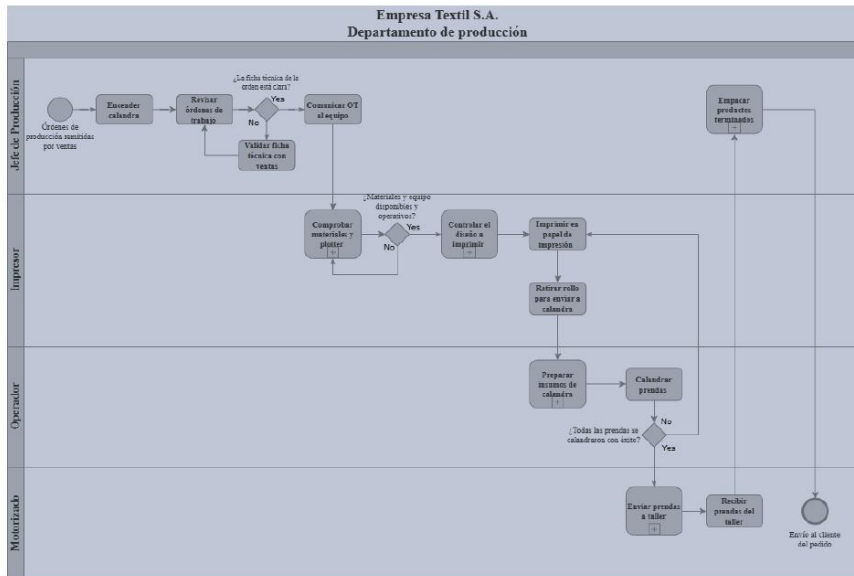 Empresa Textil S.A.
Departamento de producción
Jefe de Producción
Órdenes de
producción remitidas
por ventas
Encender
calandra
Revisar
órdenes de
trabajo
¿La ficha técnica de la
orden está clara?
Yes
No
Validar ficha
técnica con
ventas
Comunicar OT
al equipo
Empacar
productos
terminados
Impresor
Comprobar
materiales y
plotter
¿Materiales y equipo
disponibles y
operativos?
Yes
No
Controlar el
diseño a
imprimir
Imprimir en
papel de
impresión
Retirar rollo
para enviar a
calandra
Operador
Preparar
insumos de
calandra
Calandrar
prendas
¿Todas las prendas se
calandraron con éxito?
No
Yes
Motorizado
Enviar prendas
a taller
Recibir
prendas del
taller
Envío al cliente
del pedido